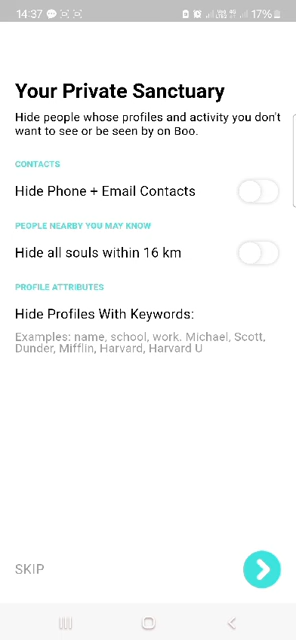 14:37
17%
Your Private Sanctuary
Hide people whose profiles and activity you don't
want to see or be seen by on Boo.
CONTACTS
Hide Phone + Email Contacts
PEOPLE NEARBY YOU MAY KNOW
Hide all souls within 16 km
PROFILE ATTRIBUTES
Hide Profiles With Keywords:
Examples: name, school, work. Michael, Scott,
Dunder, Mifflin, Harvard, Harvard U
SKIP